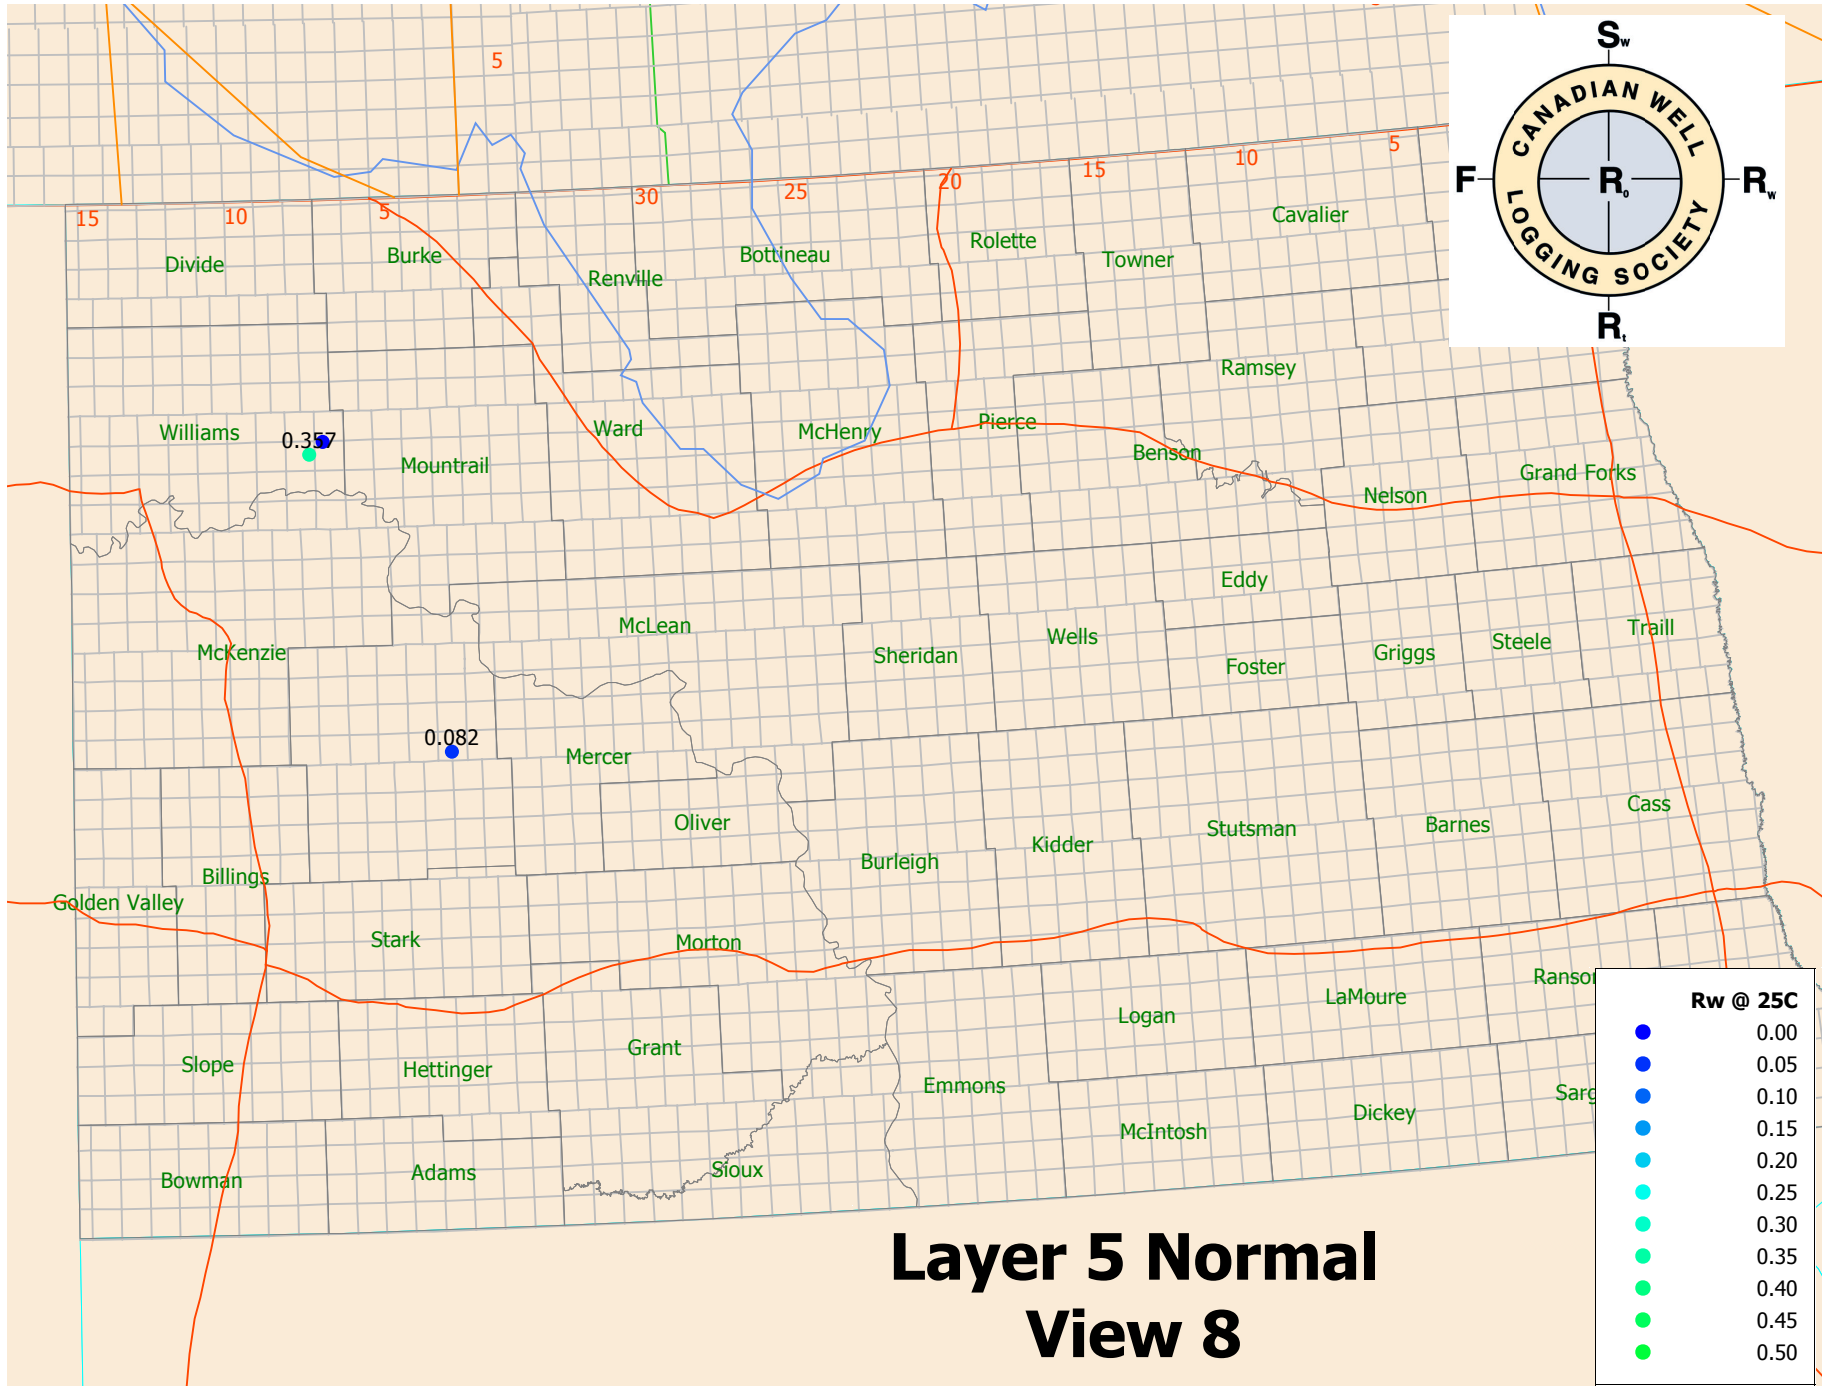 5
S w
CANADIAN WELL
F R o R w
LOGGING SOCIETY
R t
15 10 5 30 25 20 15 10 5
Cavalier
Rolette
Bottineau
Burke
Towner
Divide
Renville
Ramsey
Pierce
Ward
McHenry
Williams
0.357
Benson
Mountrail
Grand Forks
Nelson
Eddy
McLean
Traill
Wells
Steele
McKenzie
Sheridan
Griggs
Foster
0.082
Mercer
Cass
Oliver
Barnes
Stutsman
Kidder
Burleigh
Billings
Golden Valley
Stark
Morton
Ransor
LaMoure
Logan
Grant
Slope
Hettinger
Emmons
Sarg
Dickey
McIntosh
Sioux
Adams
Bowman
Rw @ 25C
0.00
0.05
0.10
0.15
0.20
0.25
0.30
0.35
0.40
0.45
0.50
Layer 5 Normal
View 8